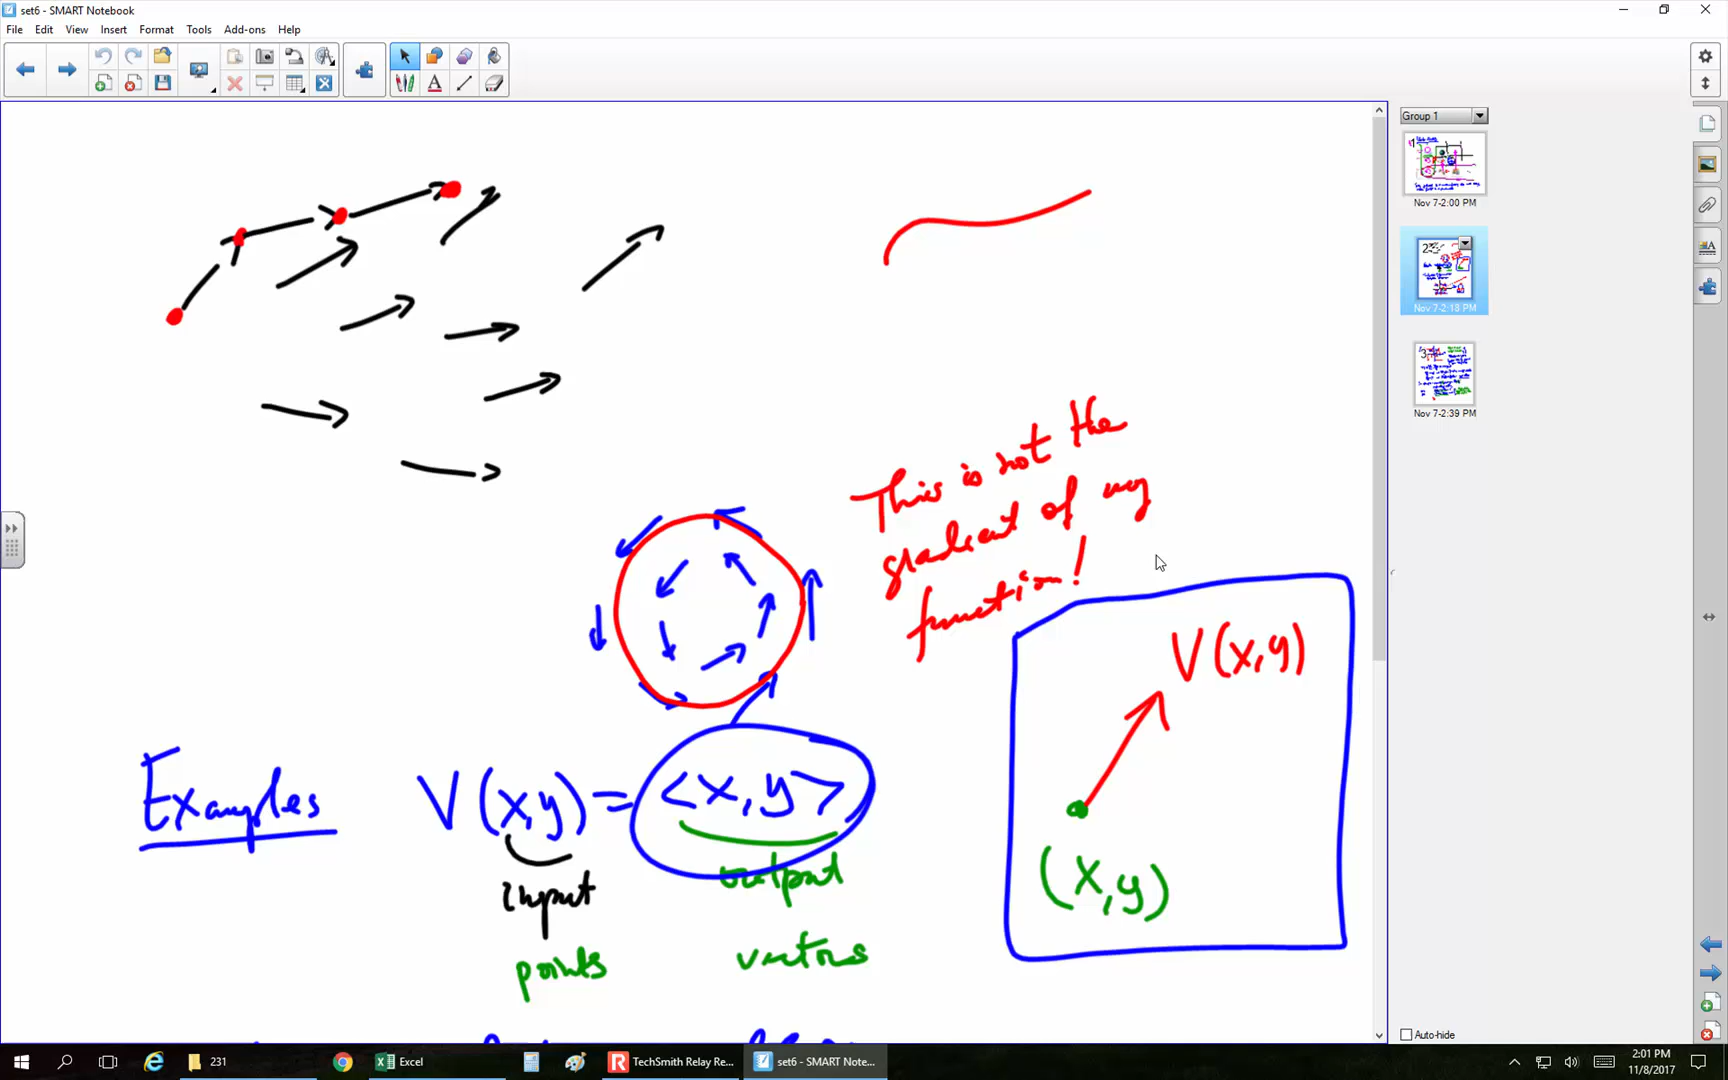 set6 - SMART Notebook
File Edit View Insert Format Tools Add-ons Help
Group 1
Nov 7-2:00 PM
Nov 7-2:18 PM
Nov 7-2:39 PM
This is not the
gradient of my
function!
V(x,y)
(x,y)
Examples V(x,y) = <x,y>
input output
points vectors
Auto-hide
231
Excel
TechSmith Relay Re...
set6 - SMART Note...
2:01 PM
11/8/2017